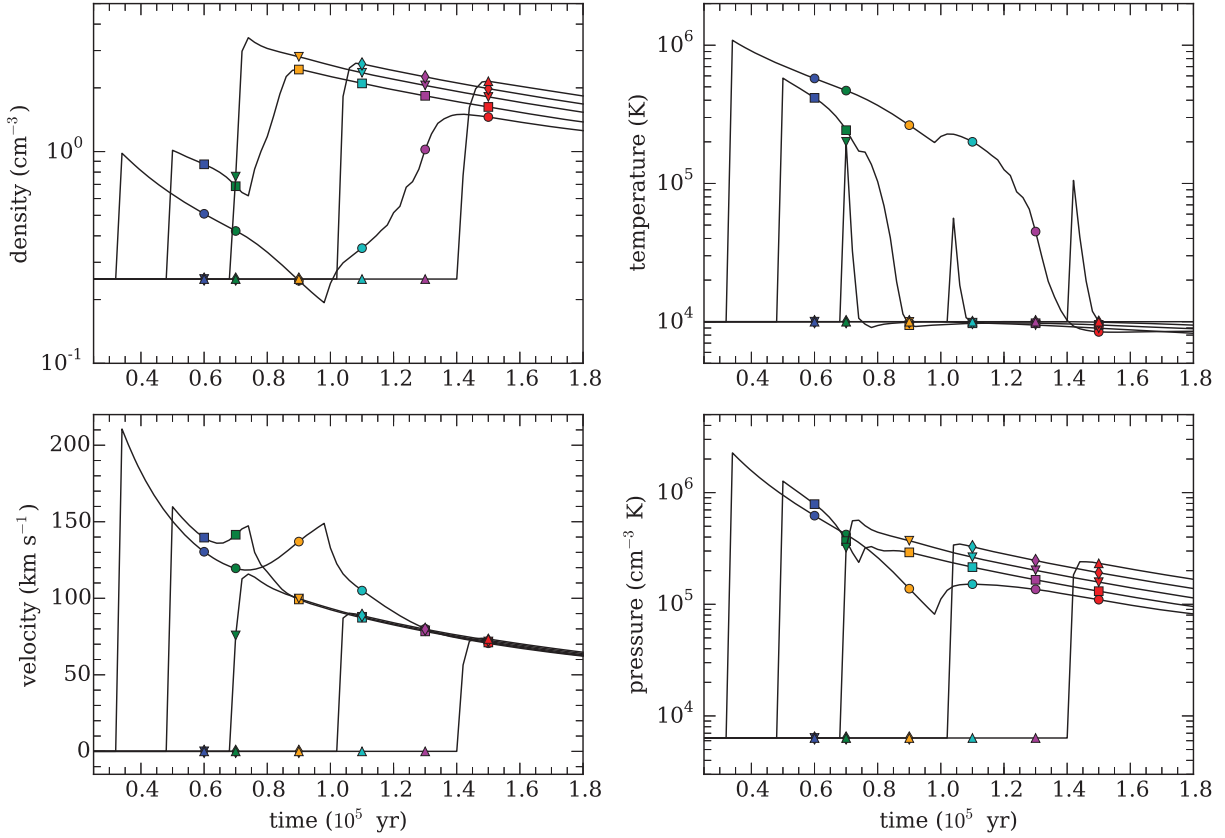 density (cm⁻³)
10⁰
10⁻¹
0.4 0.6 0.8 1.0 1.2 1.4 1.6 1.8
temperature (K)
10⁶
10⁵
10⁴
0.4 0.6 0.8 1.0 1.2 1.4 1.6 1.8
velocity (km s⁻¹)
200
150
100
50
0
0.4 0.6 0.8 1.0 1.2 1.4 1.6 1.8
time (10⁵ yr)
pressure (cm⁻³ K)
10⁶
10⁵
10⁴
0.4 0.6 0.8 1.0 1.2 1.4 1.6 1.8
time (10⁵ yr)